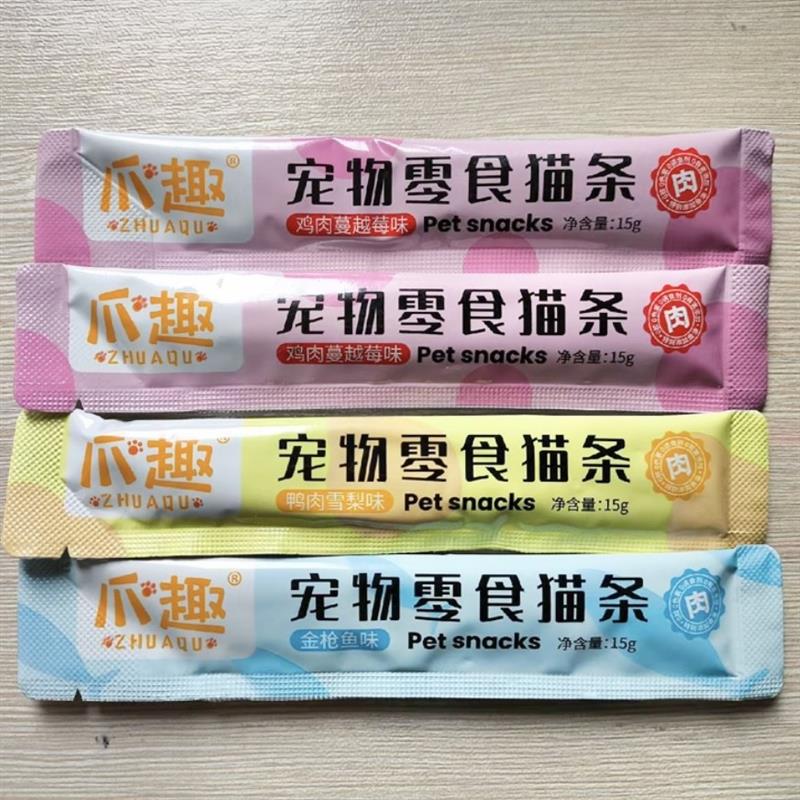 爪趣®
ZHUAQU
宠物零食猫条
鸡肉蔓越莓味 Pet snacks 净含量:15g
肉
爪趣
ZHUAQU
宠物零食猫条
鸡肉蔓越莓味 Pet snacks 净含量:15g
肉
爪趣®
ZHUAQU
宠物零食猫条
鸭肉雪梨味 Pet snacks 净含量:15g
肉
爪趣®
ZHUAQU
宠物零食猫条
金枪鱼味 Pet snacks 净含量:15g
肉